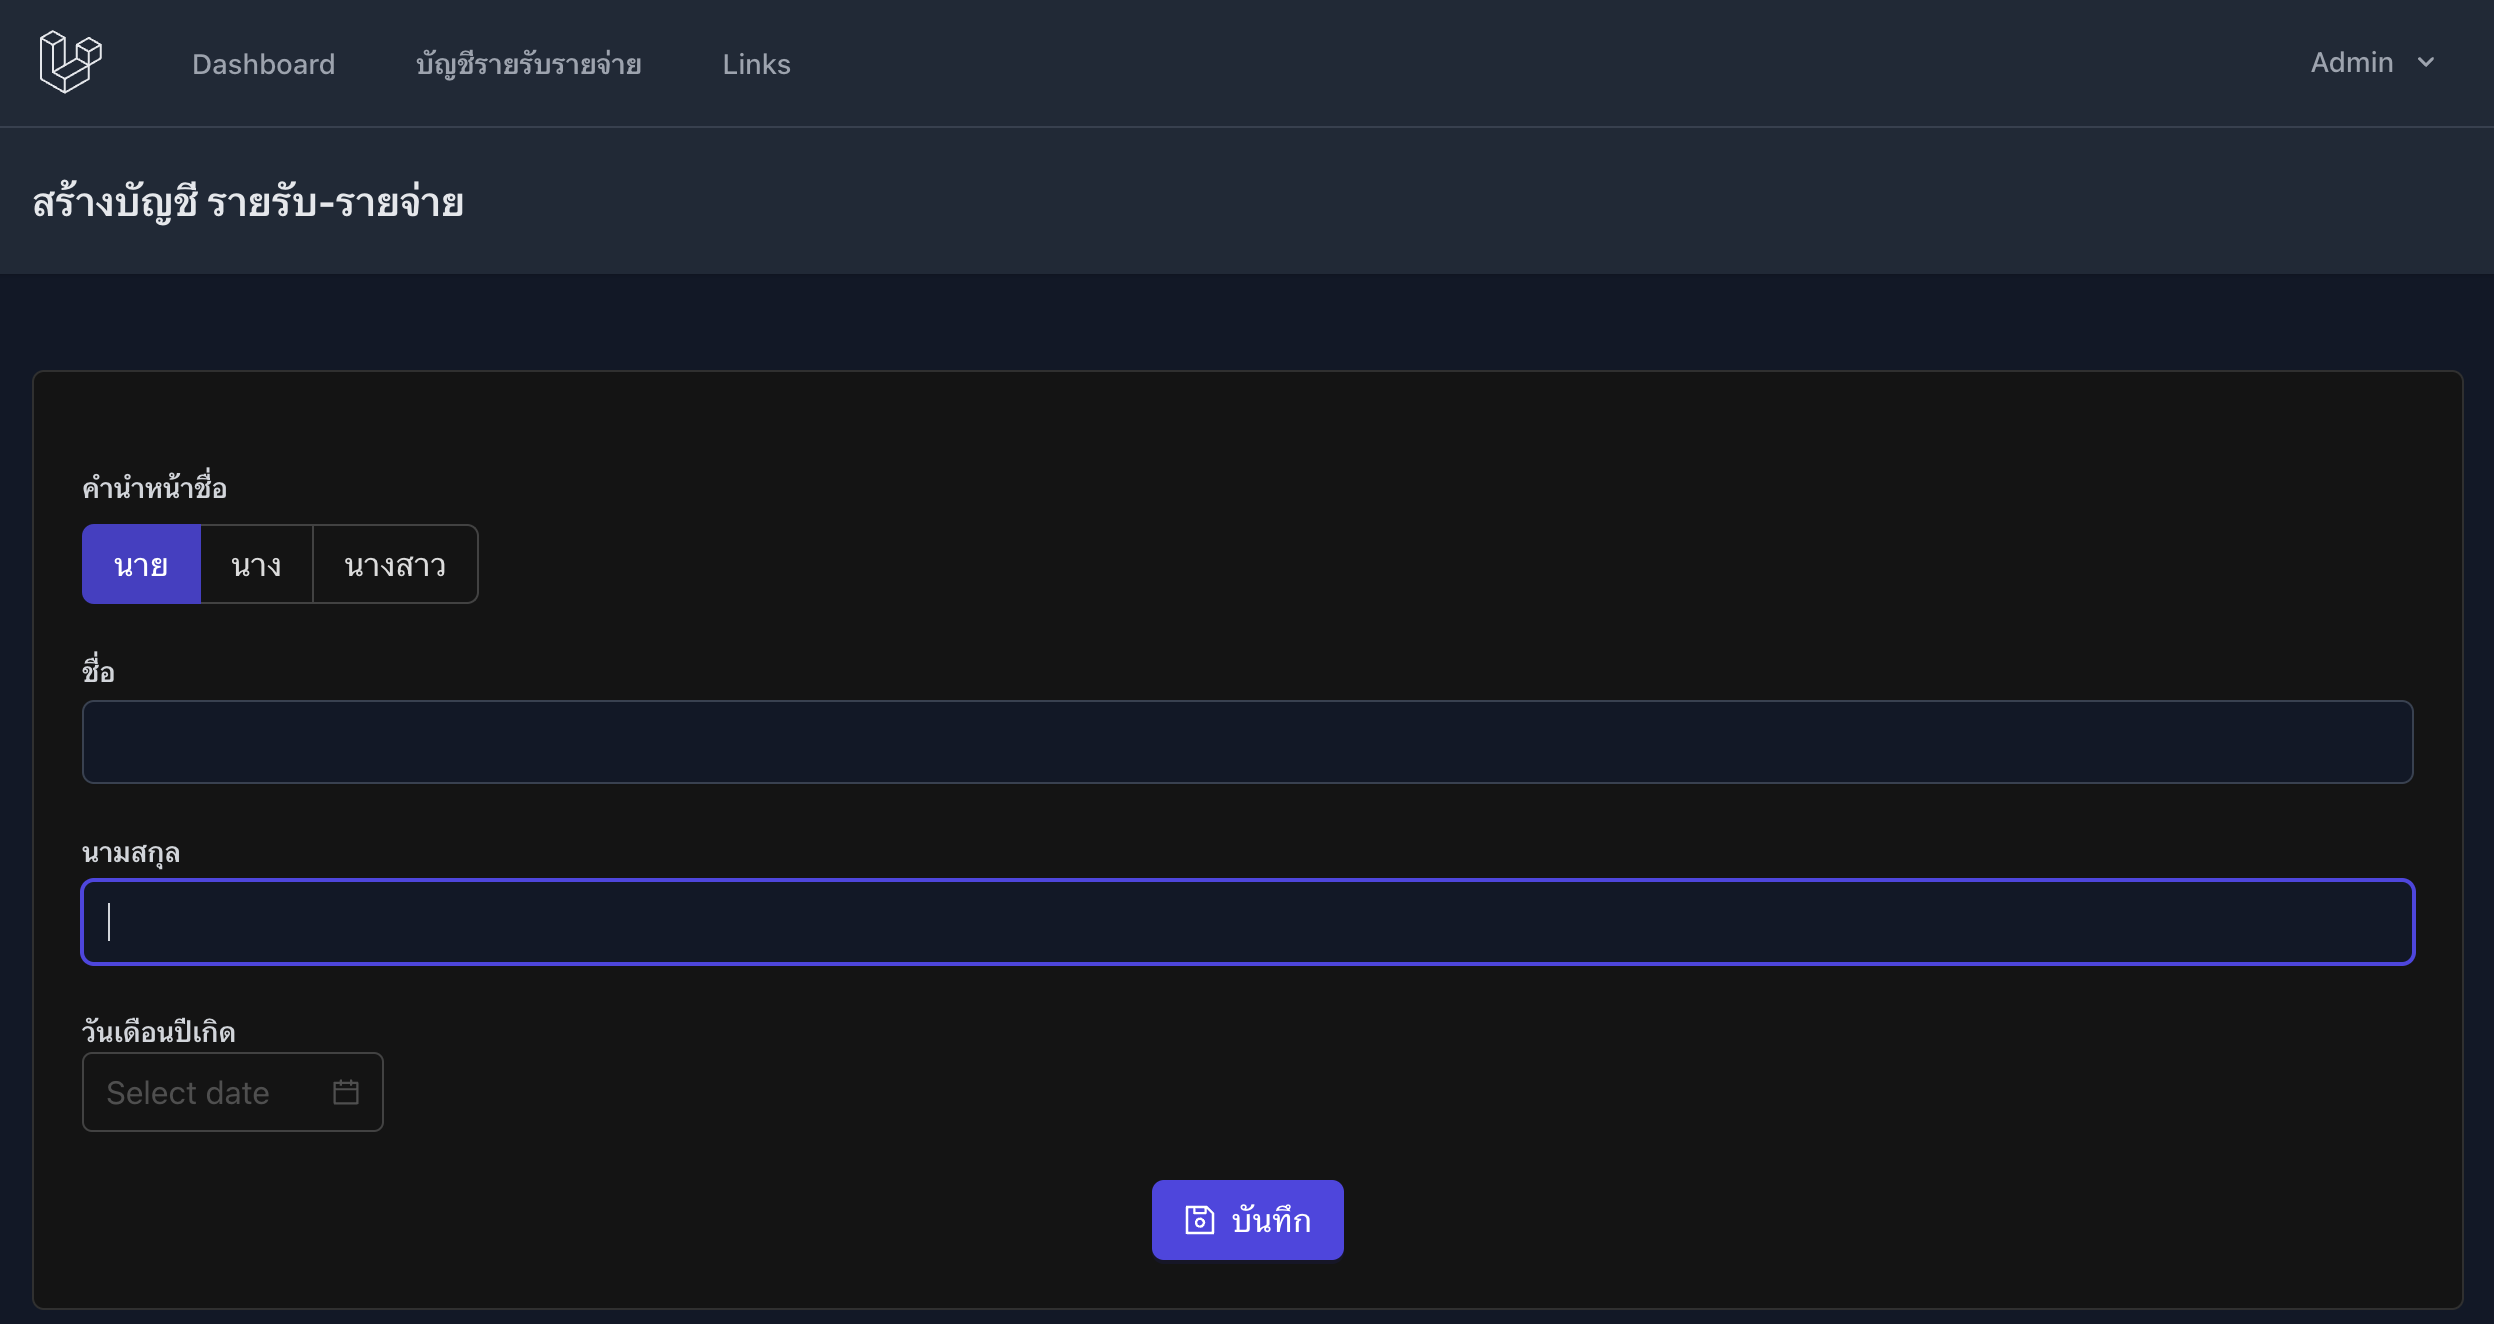 Dashboard บัญชีรายรับรายจ่าย Links Admin
สร้างบัญชี รายรับ-รายจ่าย
คำนำหน้าชื่อ
นาย นาง นางสาว
ชื่อ
นามสกุล
วันเดือนปีเกิด
Select date
บันทึก